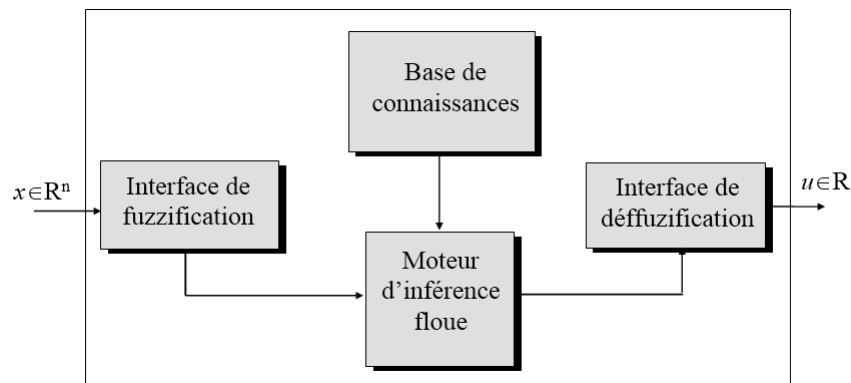 Base de
connaissances
x∈Rⁿ
Interface de
fuzzification
Interface de
déffuzification
u∈R
Moteur
d’inférence
floue